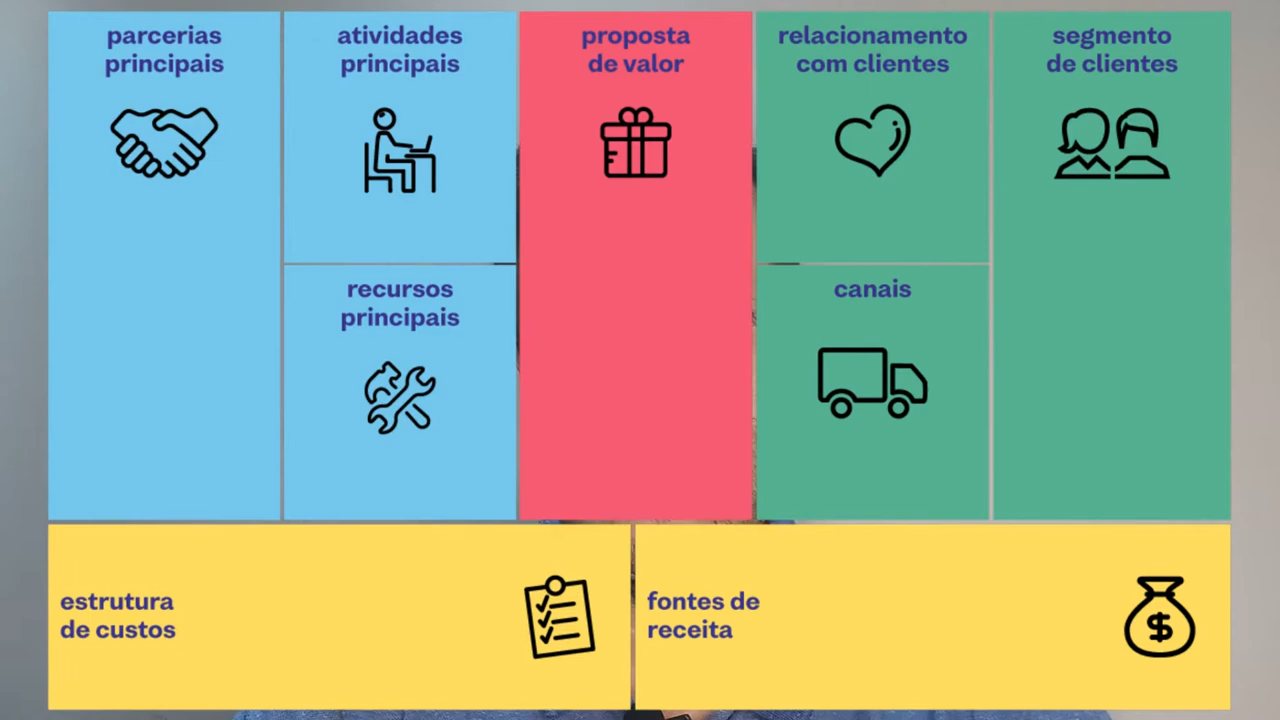 parcerias
principais
atividades
principais
proposta
de valor
relacionamento
com clientes
segmento
de clientes
recursos
principais
canais
estrutura
de custos
fontes de
receita
$